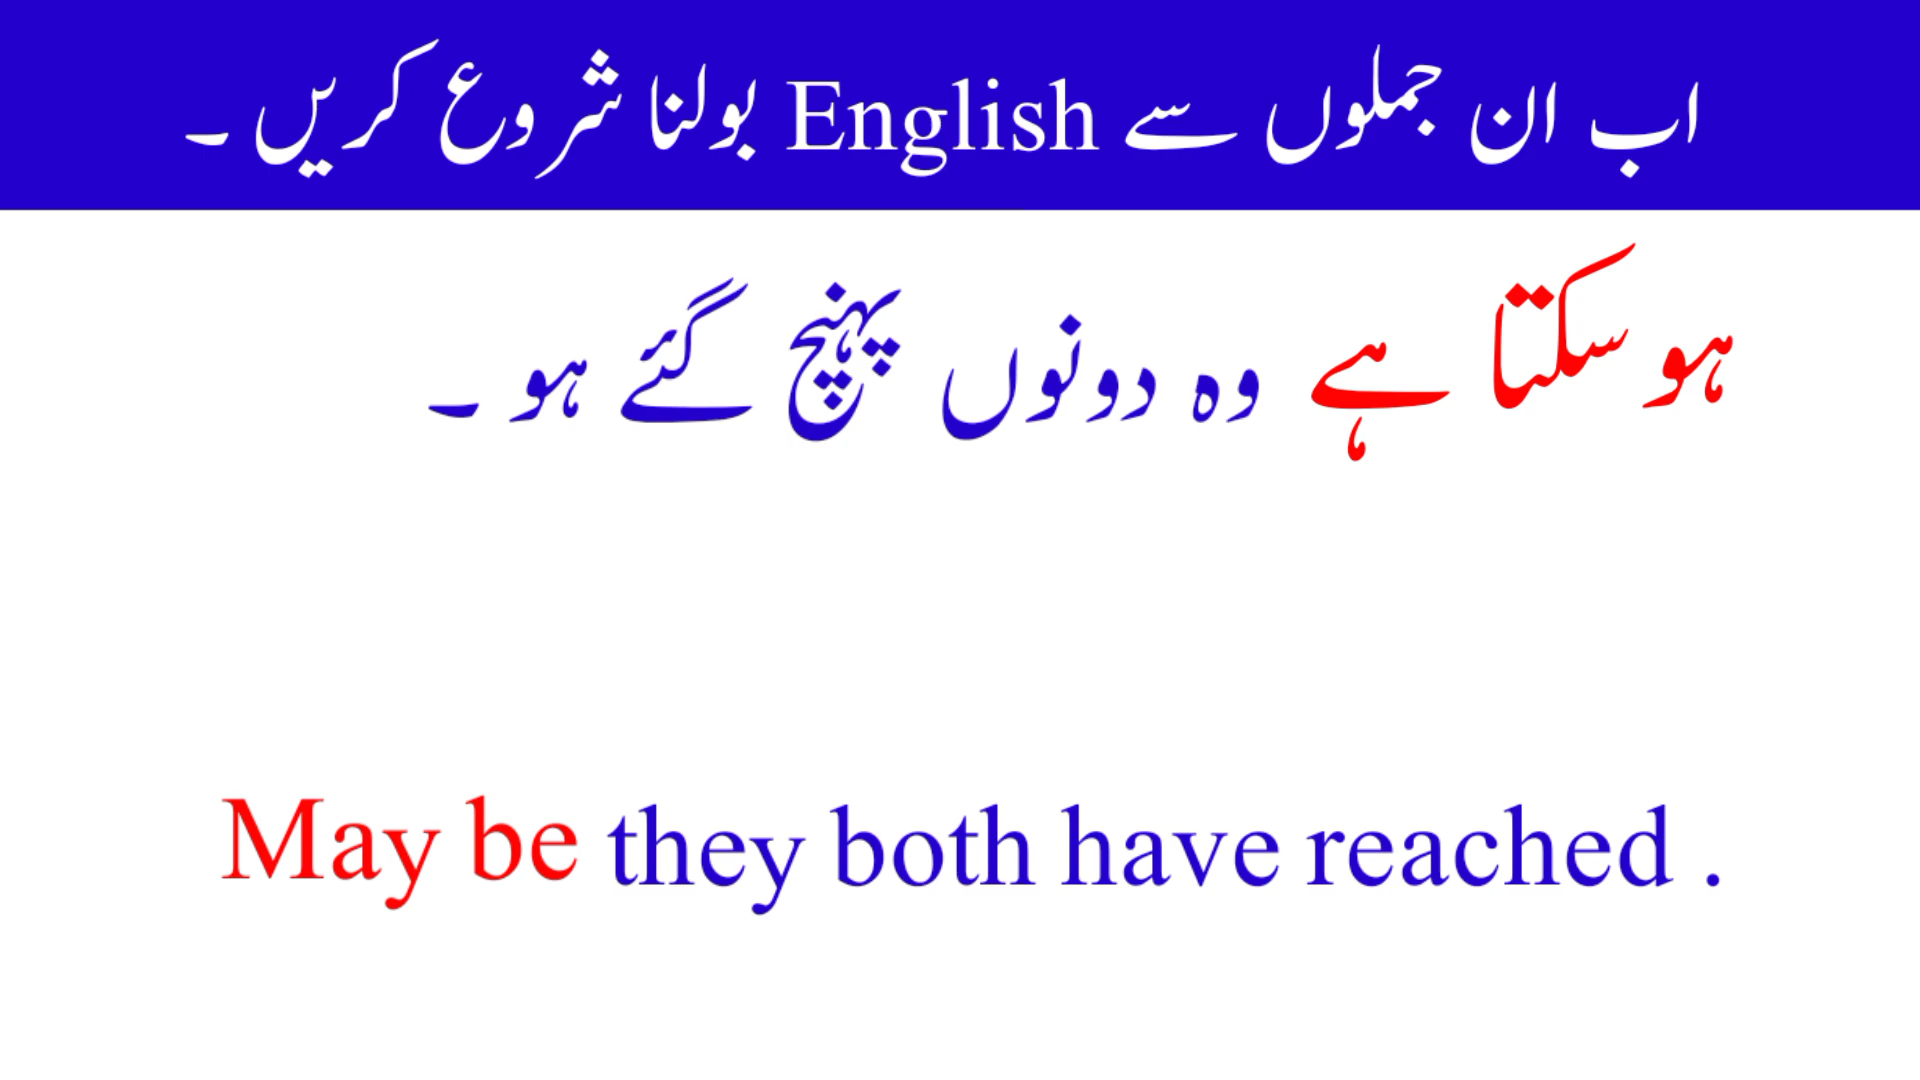 اب ان جملوں سے English بولنا شروع کریں ۔
ہو سکتا ہے وہ دونوں پہنچ گئے ہو ۔
May be they both have reached .